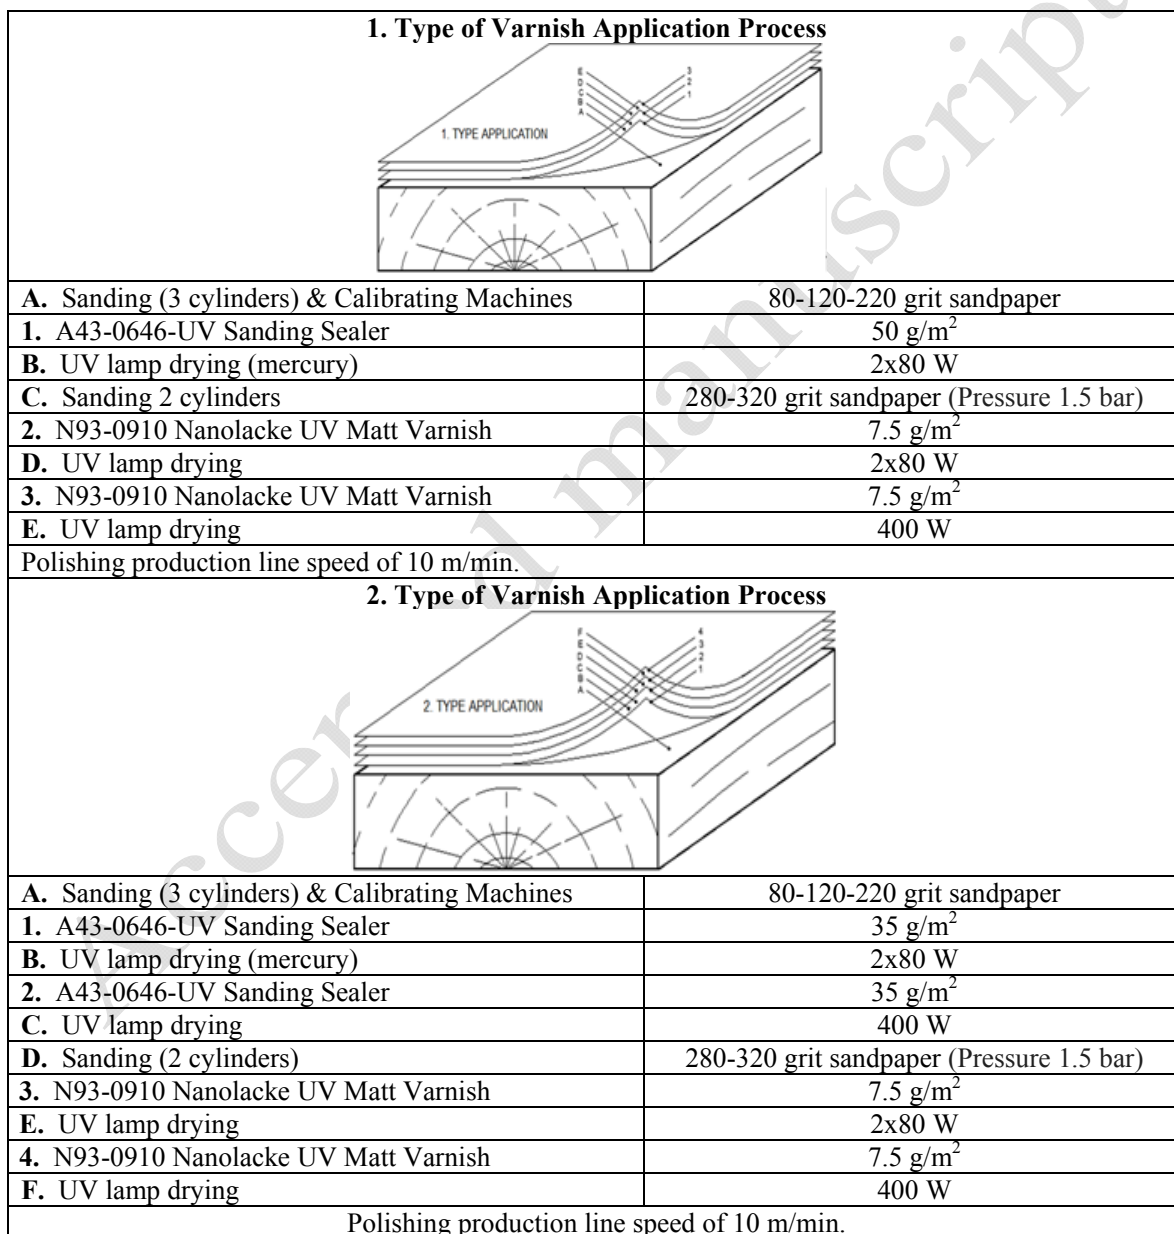 1. Type of Varnish Application Process
E 3
D 2
C 1
B
A
1. TYPE APPLICATION
A. Sanding (3 cylinders) & Calibrating Machines 80-120-220 grit sandpaper
1. A43-0646-UV Sanding Sealer 50 g/m²
B. UV lamp drying (mercury) 2x80 W
C. Sanding 2 cylinders 280-320 grit sandpaper (Pressure 1.5 bar)
2. N93-0910 Nanolacke UV Matt Varnish 7.5 g/m²
D. UV lamp drying 2x80 W
3. N93-0910 Nanolacke UV Matt Varnish 7.5 g/m²
E. UV lamp drying 400 W
Polishing production line speed of 10 m/min.
2. Type of Varnish Application Process
F 4
E 3
D 2
C 1
B
A
2. TYPE APPLICATION
A. Sanding (3 cylinders) & Calibrating Machines 80-120-220 grit sandpaper
1. A43-0646-UV Sanding Sealer 35 g/m²
B. UV lamp drying (mercury) 2x80 W
2. A43-0646-UV Sanding Sealer 35 g/m²
C. UV lamp drying 400 W
D. Sanding (2 cylinders) 280-320 grit sandpaper (Pressure 1.5 bar)
3. N93-0910 Nanolacke UV Matt Varnish 7.5 g/m²
E. UV lamp drying 2x80 W
4. N93-0910 Nanolacke UV Matt Varnish 7.5 g/m²
F. UV lamp drying 400 W
Polishing production line speed of 10 m/min.